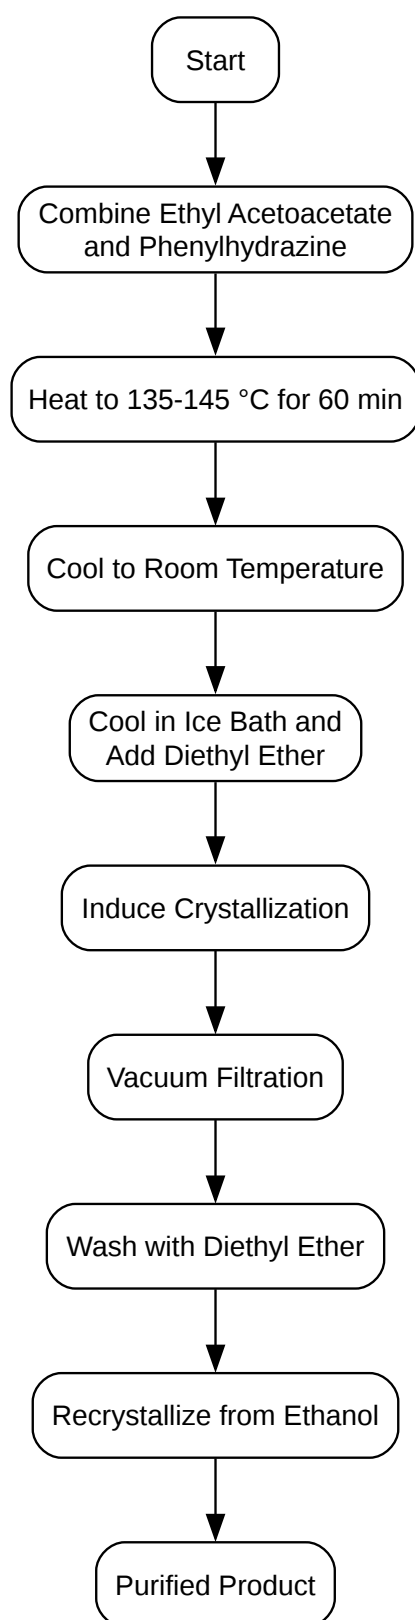 Start
Combine Ethyl Acetoacetate
and Phenylhydrazine
Heat to 135-145 °C for 60 min
Cool to Room Temperature
Cool in Ice Bath and
Add Diethyl Ether
Induce Crystallization
Vacuum Filtration
Wash with Diethyl Ether
Recrystallize from Ethanol
Purified Product